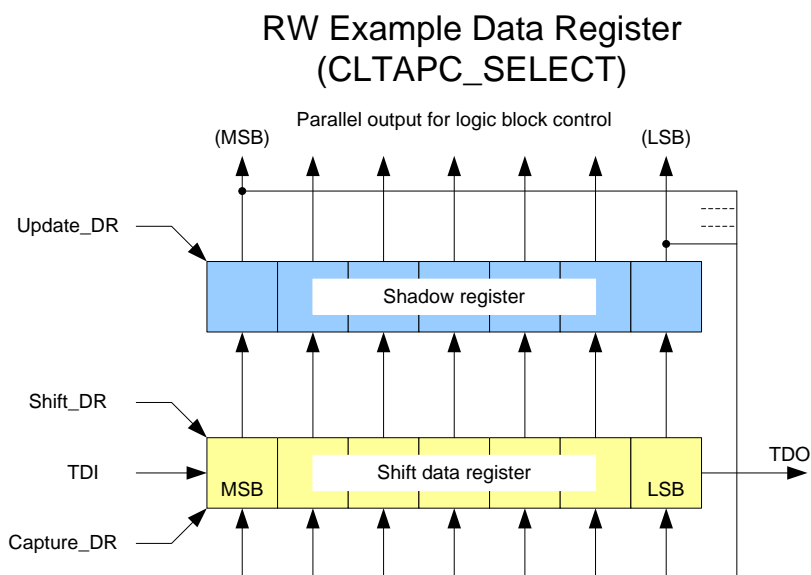 RW Example Data Register
(CLTAPC_SELECT)
Parallel output for logic block control
(MSB)
(LSB)
Update_DR
Shadow register
Shift_DR
TDI
Shift data register
TDO
MSB
LSB
Capture_DR